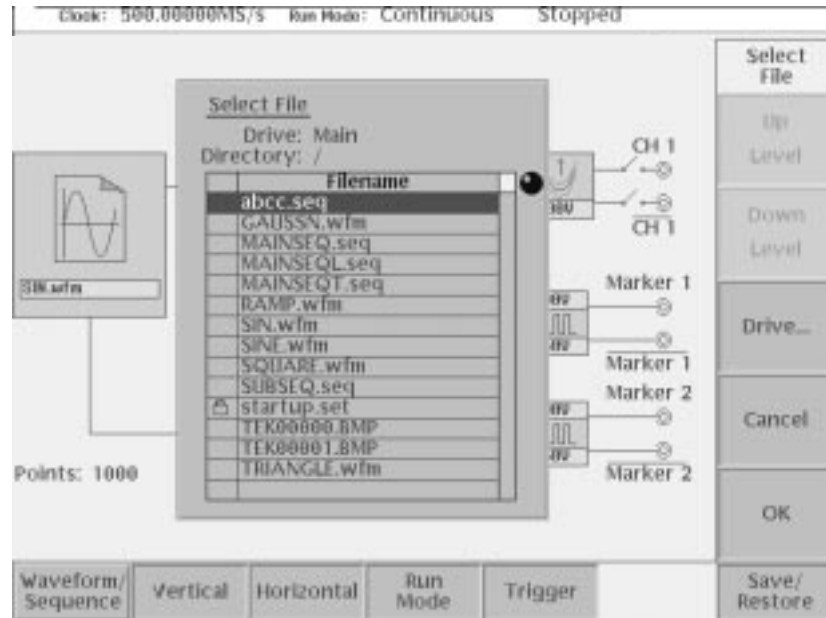 Clock: 500.00000MS/s Run Mode: Continuous Stopped
Select File
Drive: Main
Directory: /
Filename
abcc.seq
GAUSSN.wfm
MAINSEQ.seq
MAINSEQL.seq
MAINSEQT.seq
RAMP.wfm
SIN.wfm
SINE.wfm
SQUARE.wfm
SUBSEQ.seq
startup.set
TEK00000.BMP
TEK00001.BMP
TRIANGLE.wfm
SIN.wfm
Points: 1000
CH 1
CH 1
Marker 1
Marker 1
Marker 2
Marker 2
Select
File
Up
Level
Down
Level
Drive...
Cancel
OK
Waveform/
Sequence
Vertical
Horizontal
Run
Mode
Trigger
Save/
Restore